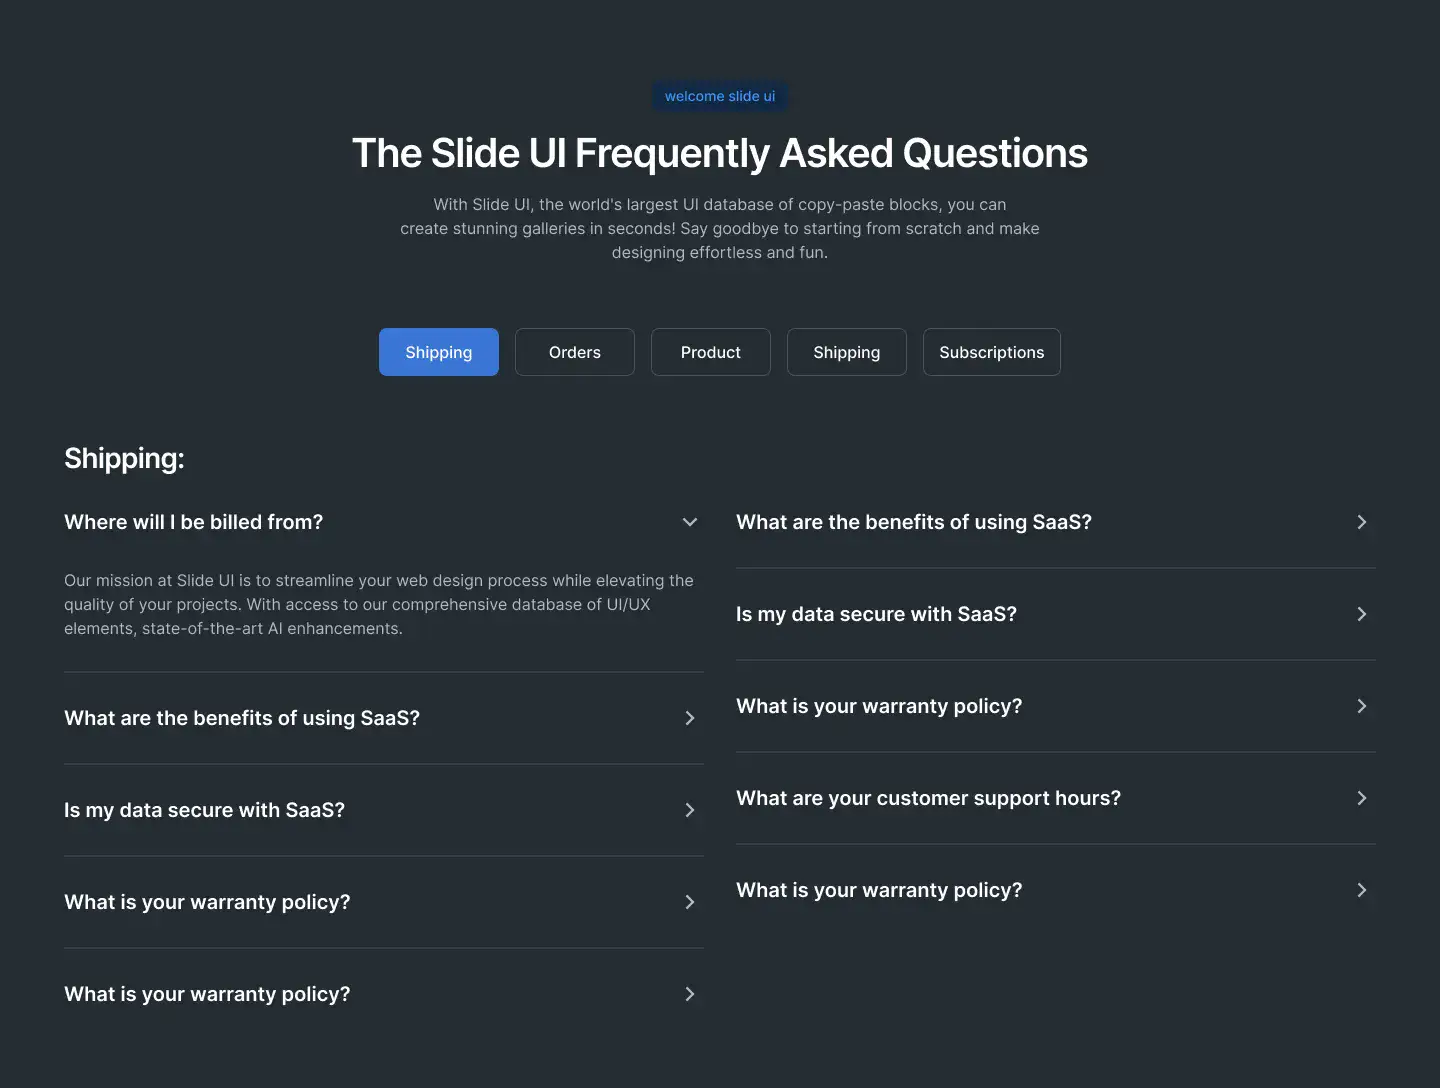 welcome slide ui
The Slide UI Frequently Asked Questions
With Slide UI, the world's largest UI database of copy-paste blocks, you can
create stunning galleries in seconds! Say goodbye to starting from scratch and make
designing effortless and fun.
Shipping
Orders
Product
Shipping
Subscriptions
Shipping:
Where will I be billed from?
Our mission at Slide UI is to streamline your web design process while elevating the
quality of your projects. With access to our comprehensive database of UI/UX
elements, state-of-the-art AI enhancements.
What are the benefits of using SaaS?
Is my data secure with SaaS?
What is your warranty policy?
What is your warranty policy?
What are the benefits of using SaaS?
Is my data secure with SaaS?
What is your warranty policy?
What are your customer support hours?
What is your warranty policy?